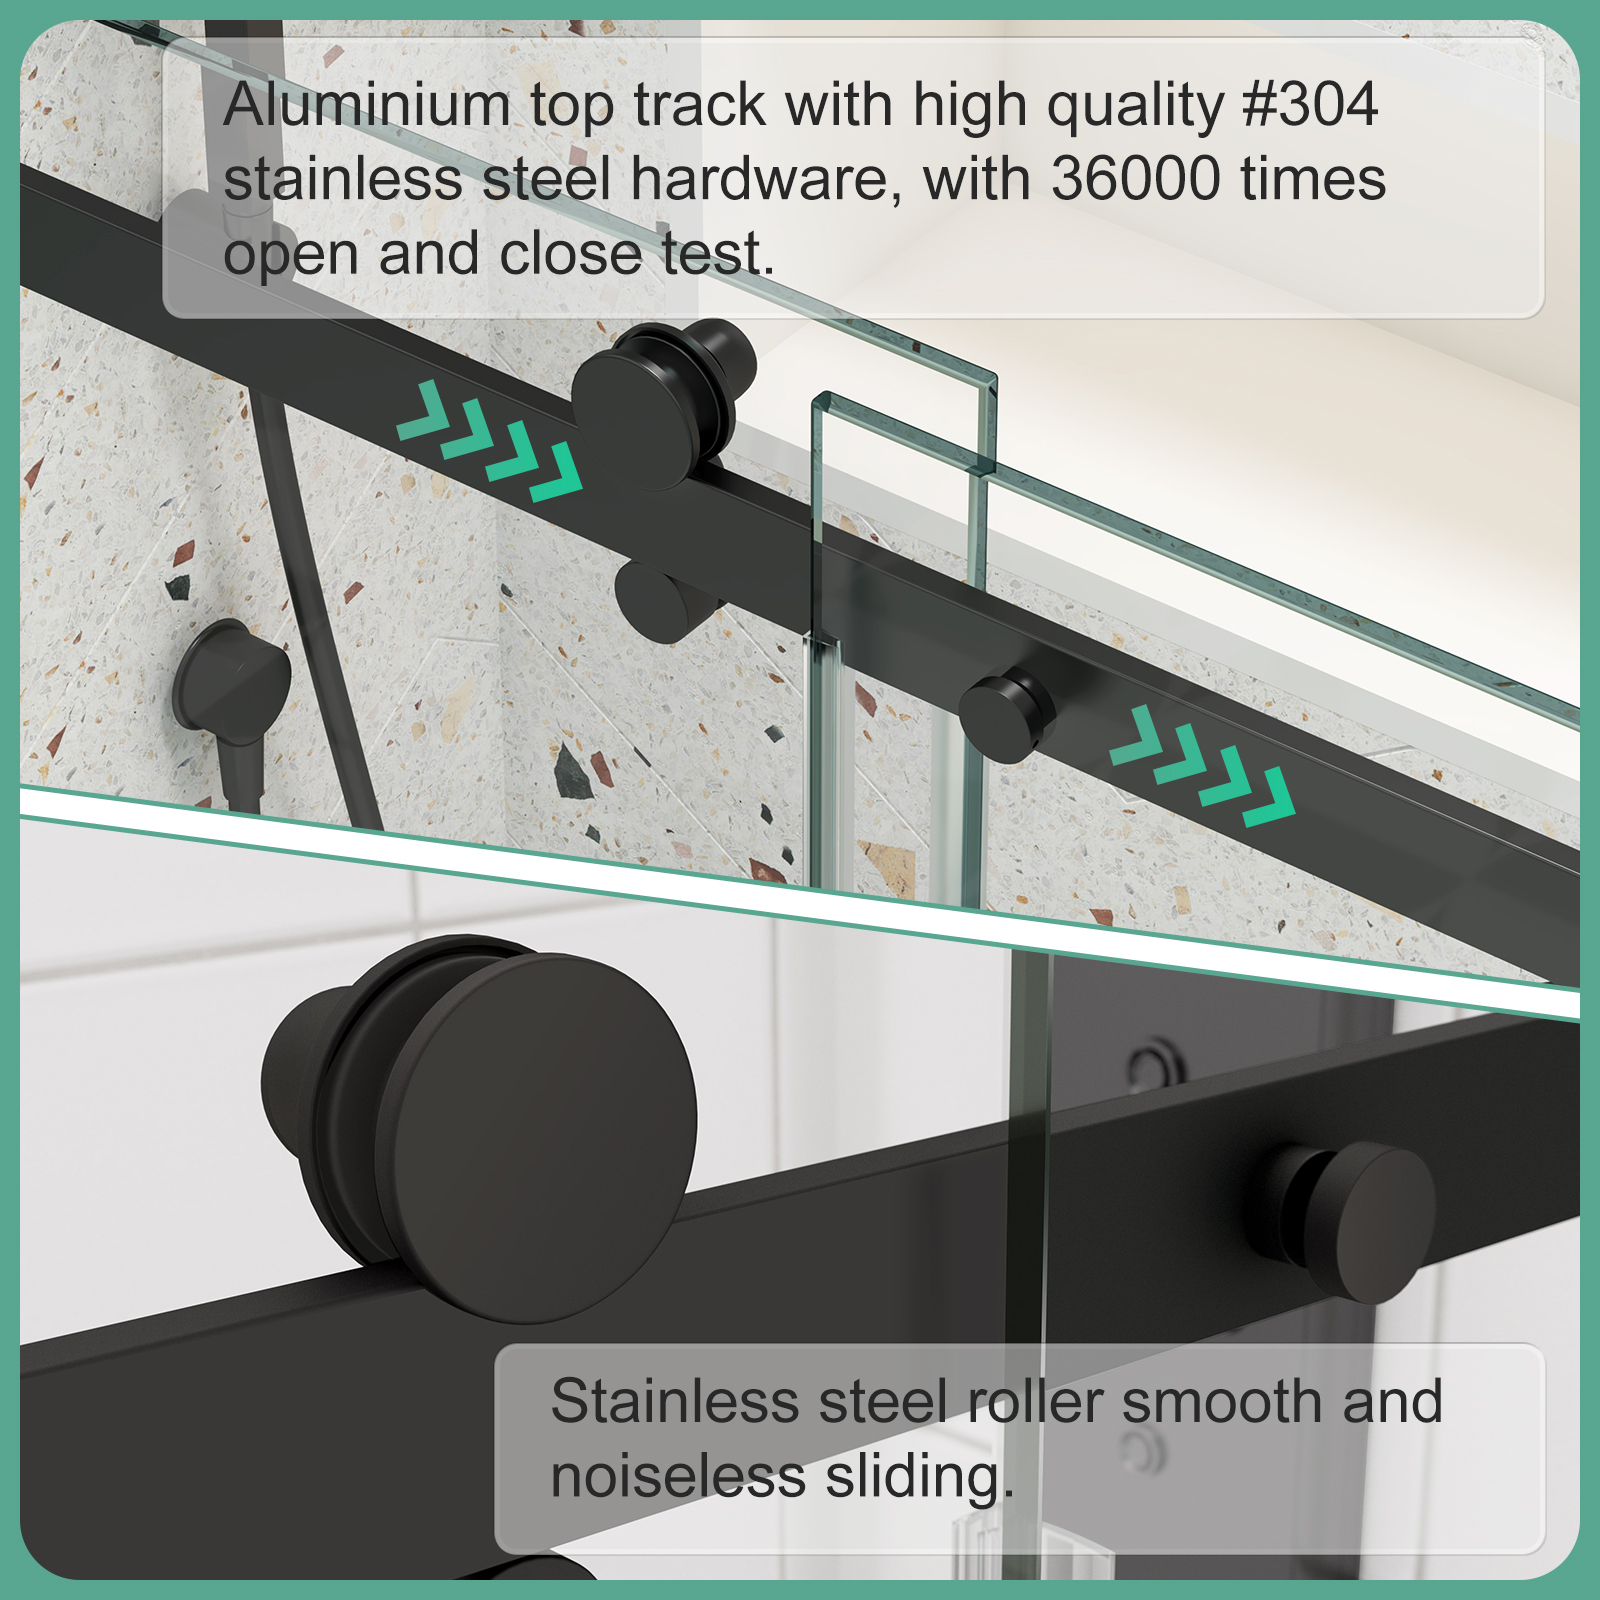 Aluminium top track with high quality #304
stainless steel hardware, with 36000 times
open and close test.
Stainless steel roller smooth and
noiseless sliding.